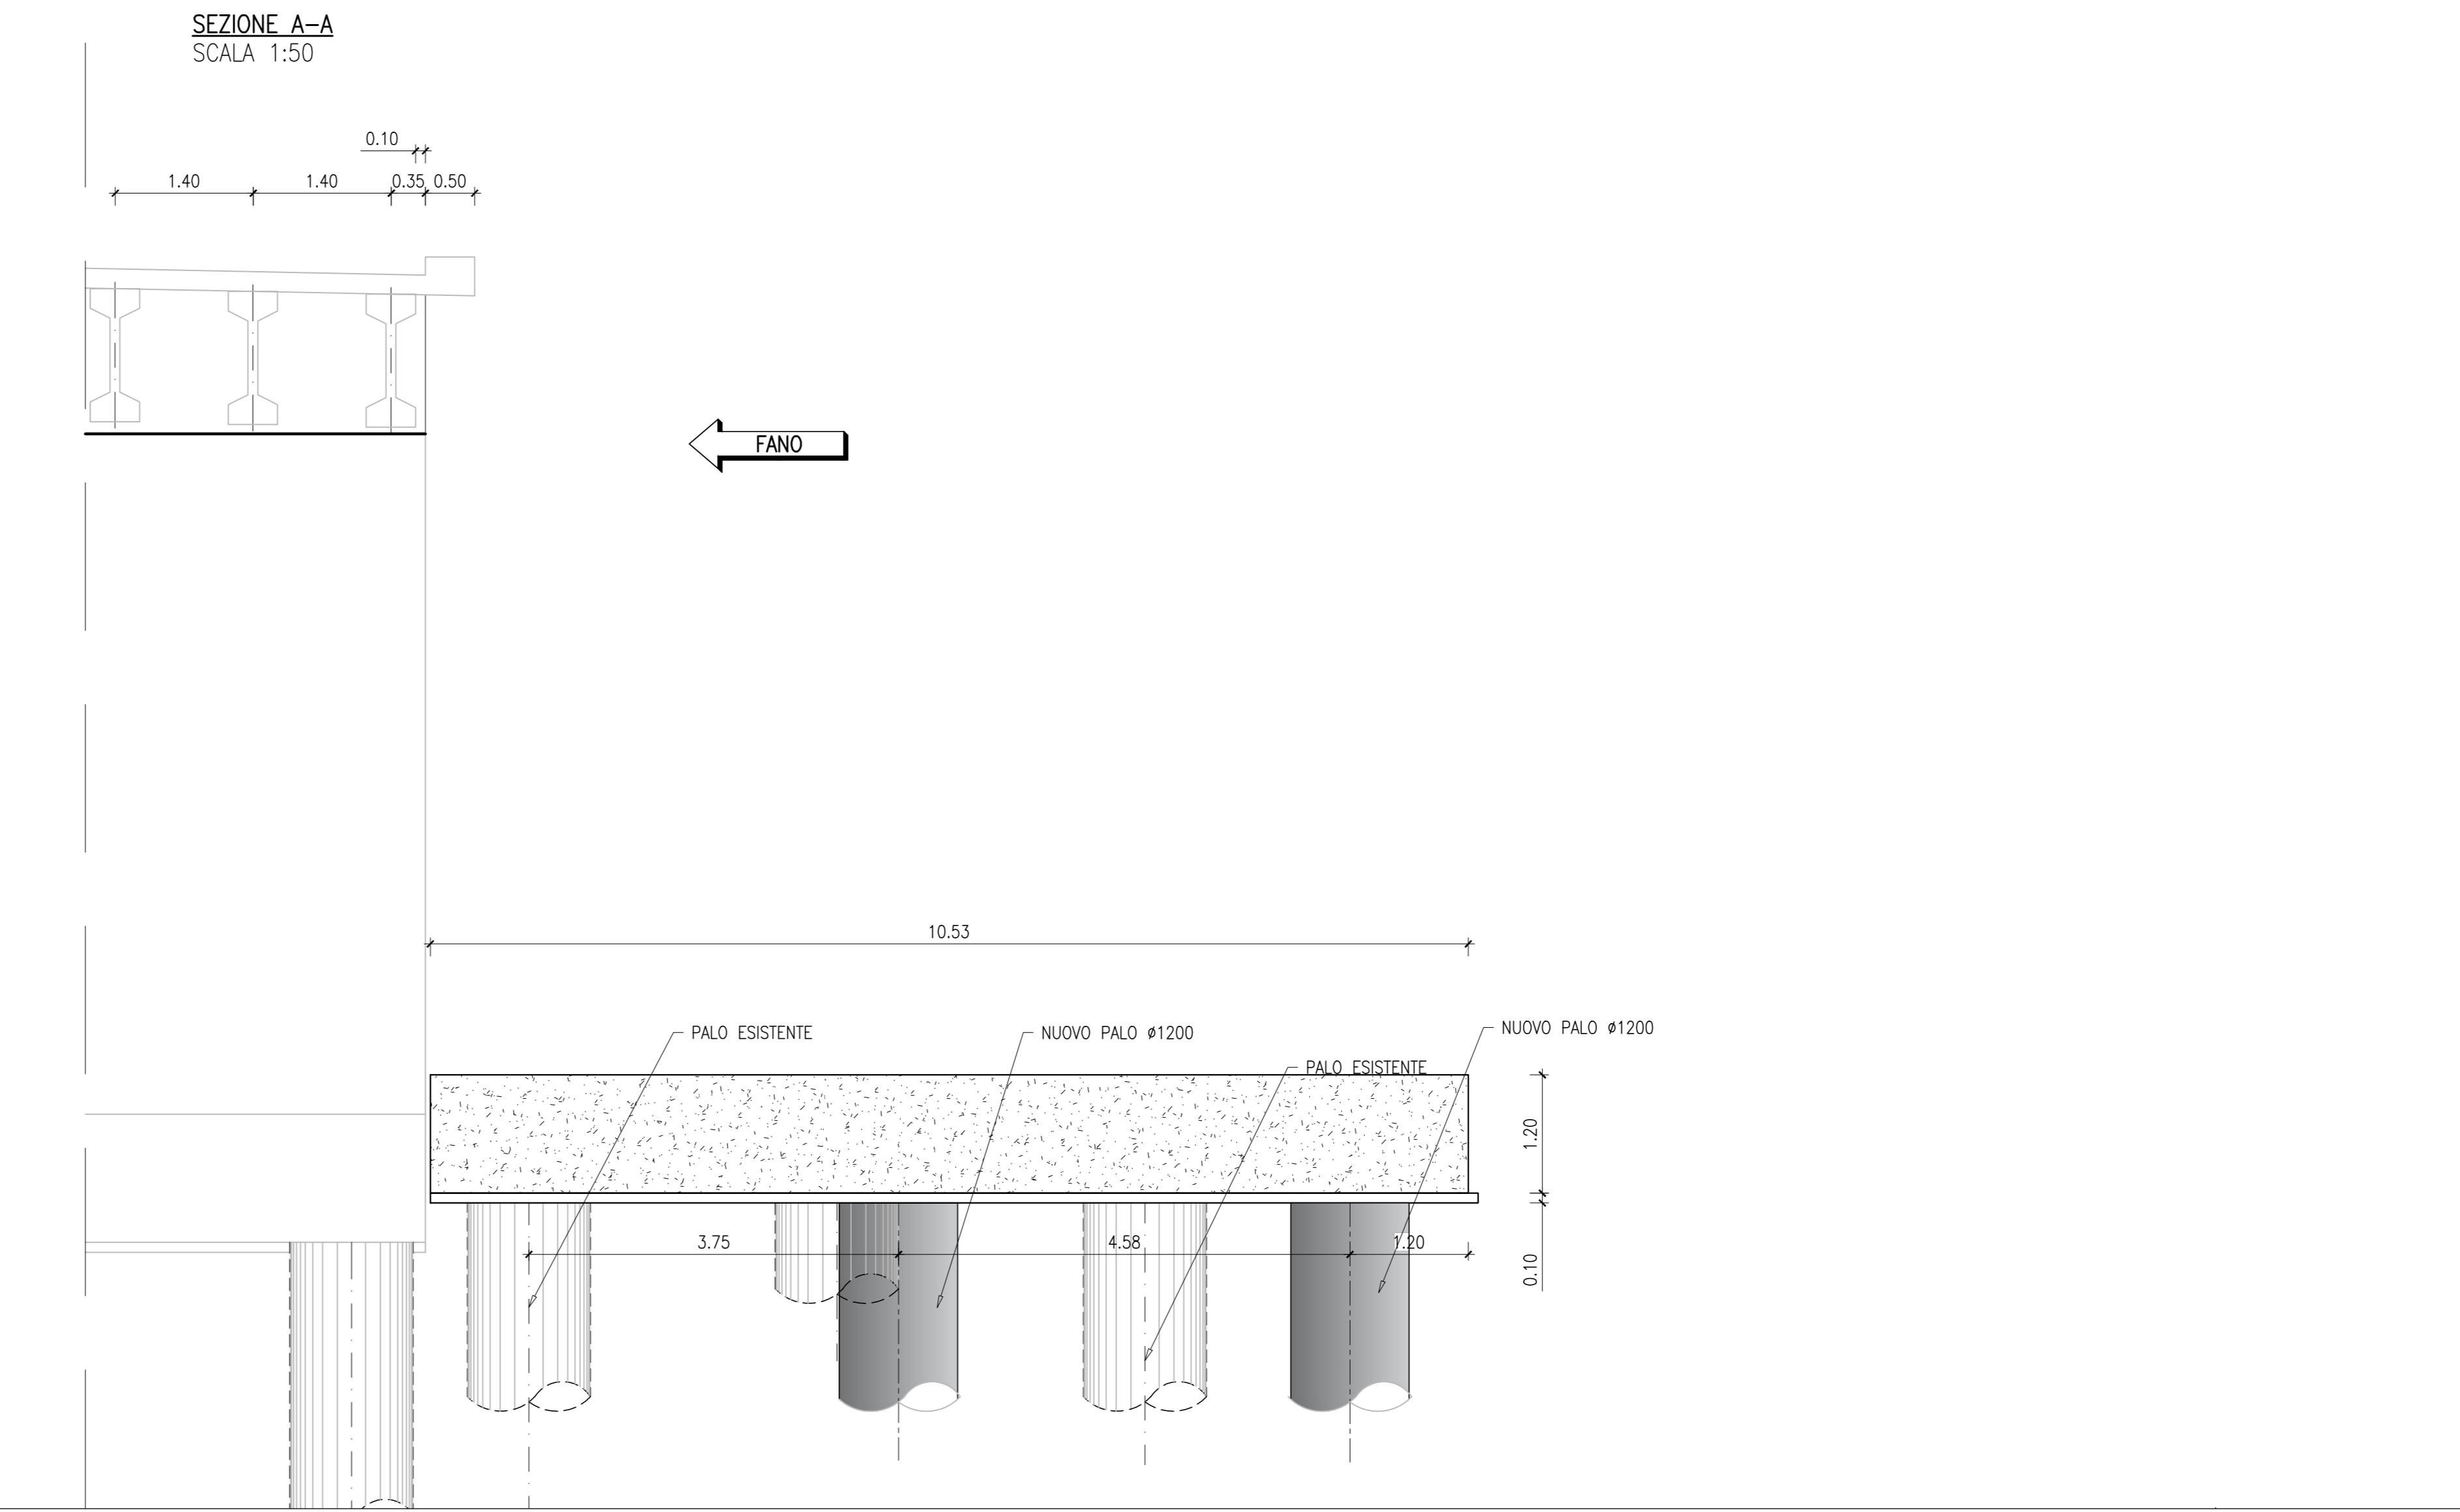 SEZIONE A-A
SCALA 1:50
0.10
1.40
1.40
0.35
0.50
FANO
10.53
PALO ESISTENTE
NUOVO PALO ø1200
NUOVO PALO ø1200
PALO ESISTENTE
1.20
3.75
4.58
1.20
0.10